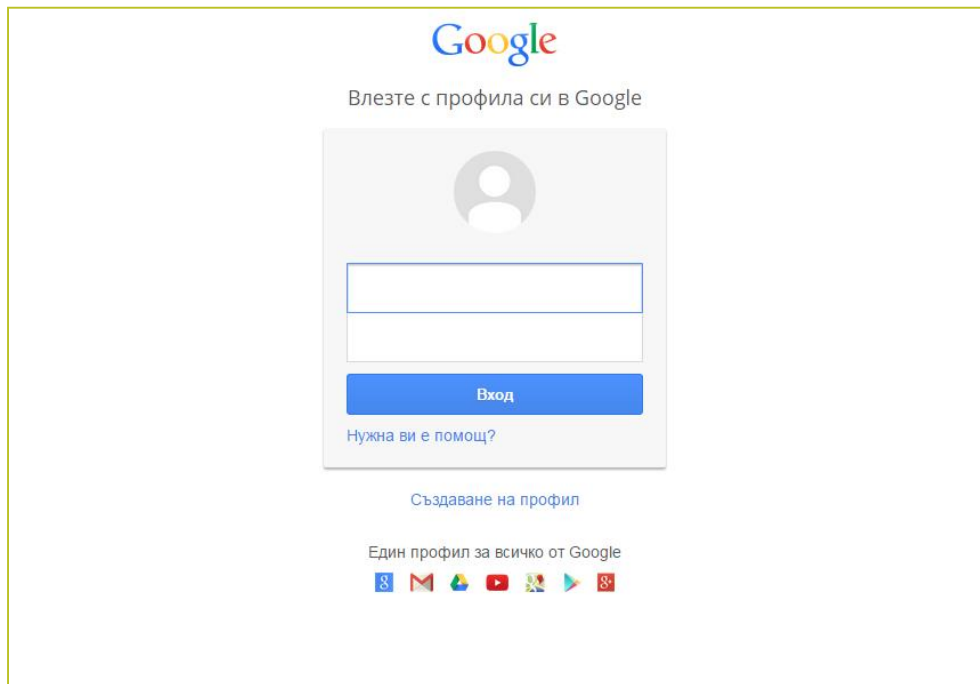 Google
Влезте с профила си в Google
Вход
Нужна ви е помощ?
Създаване на профил
Един профил за всичко от Google